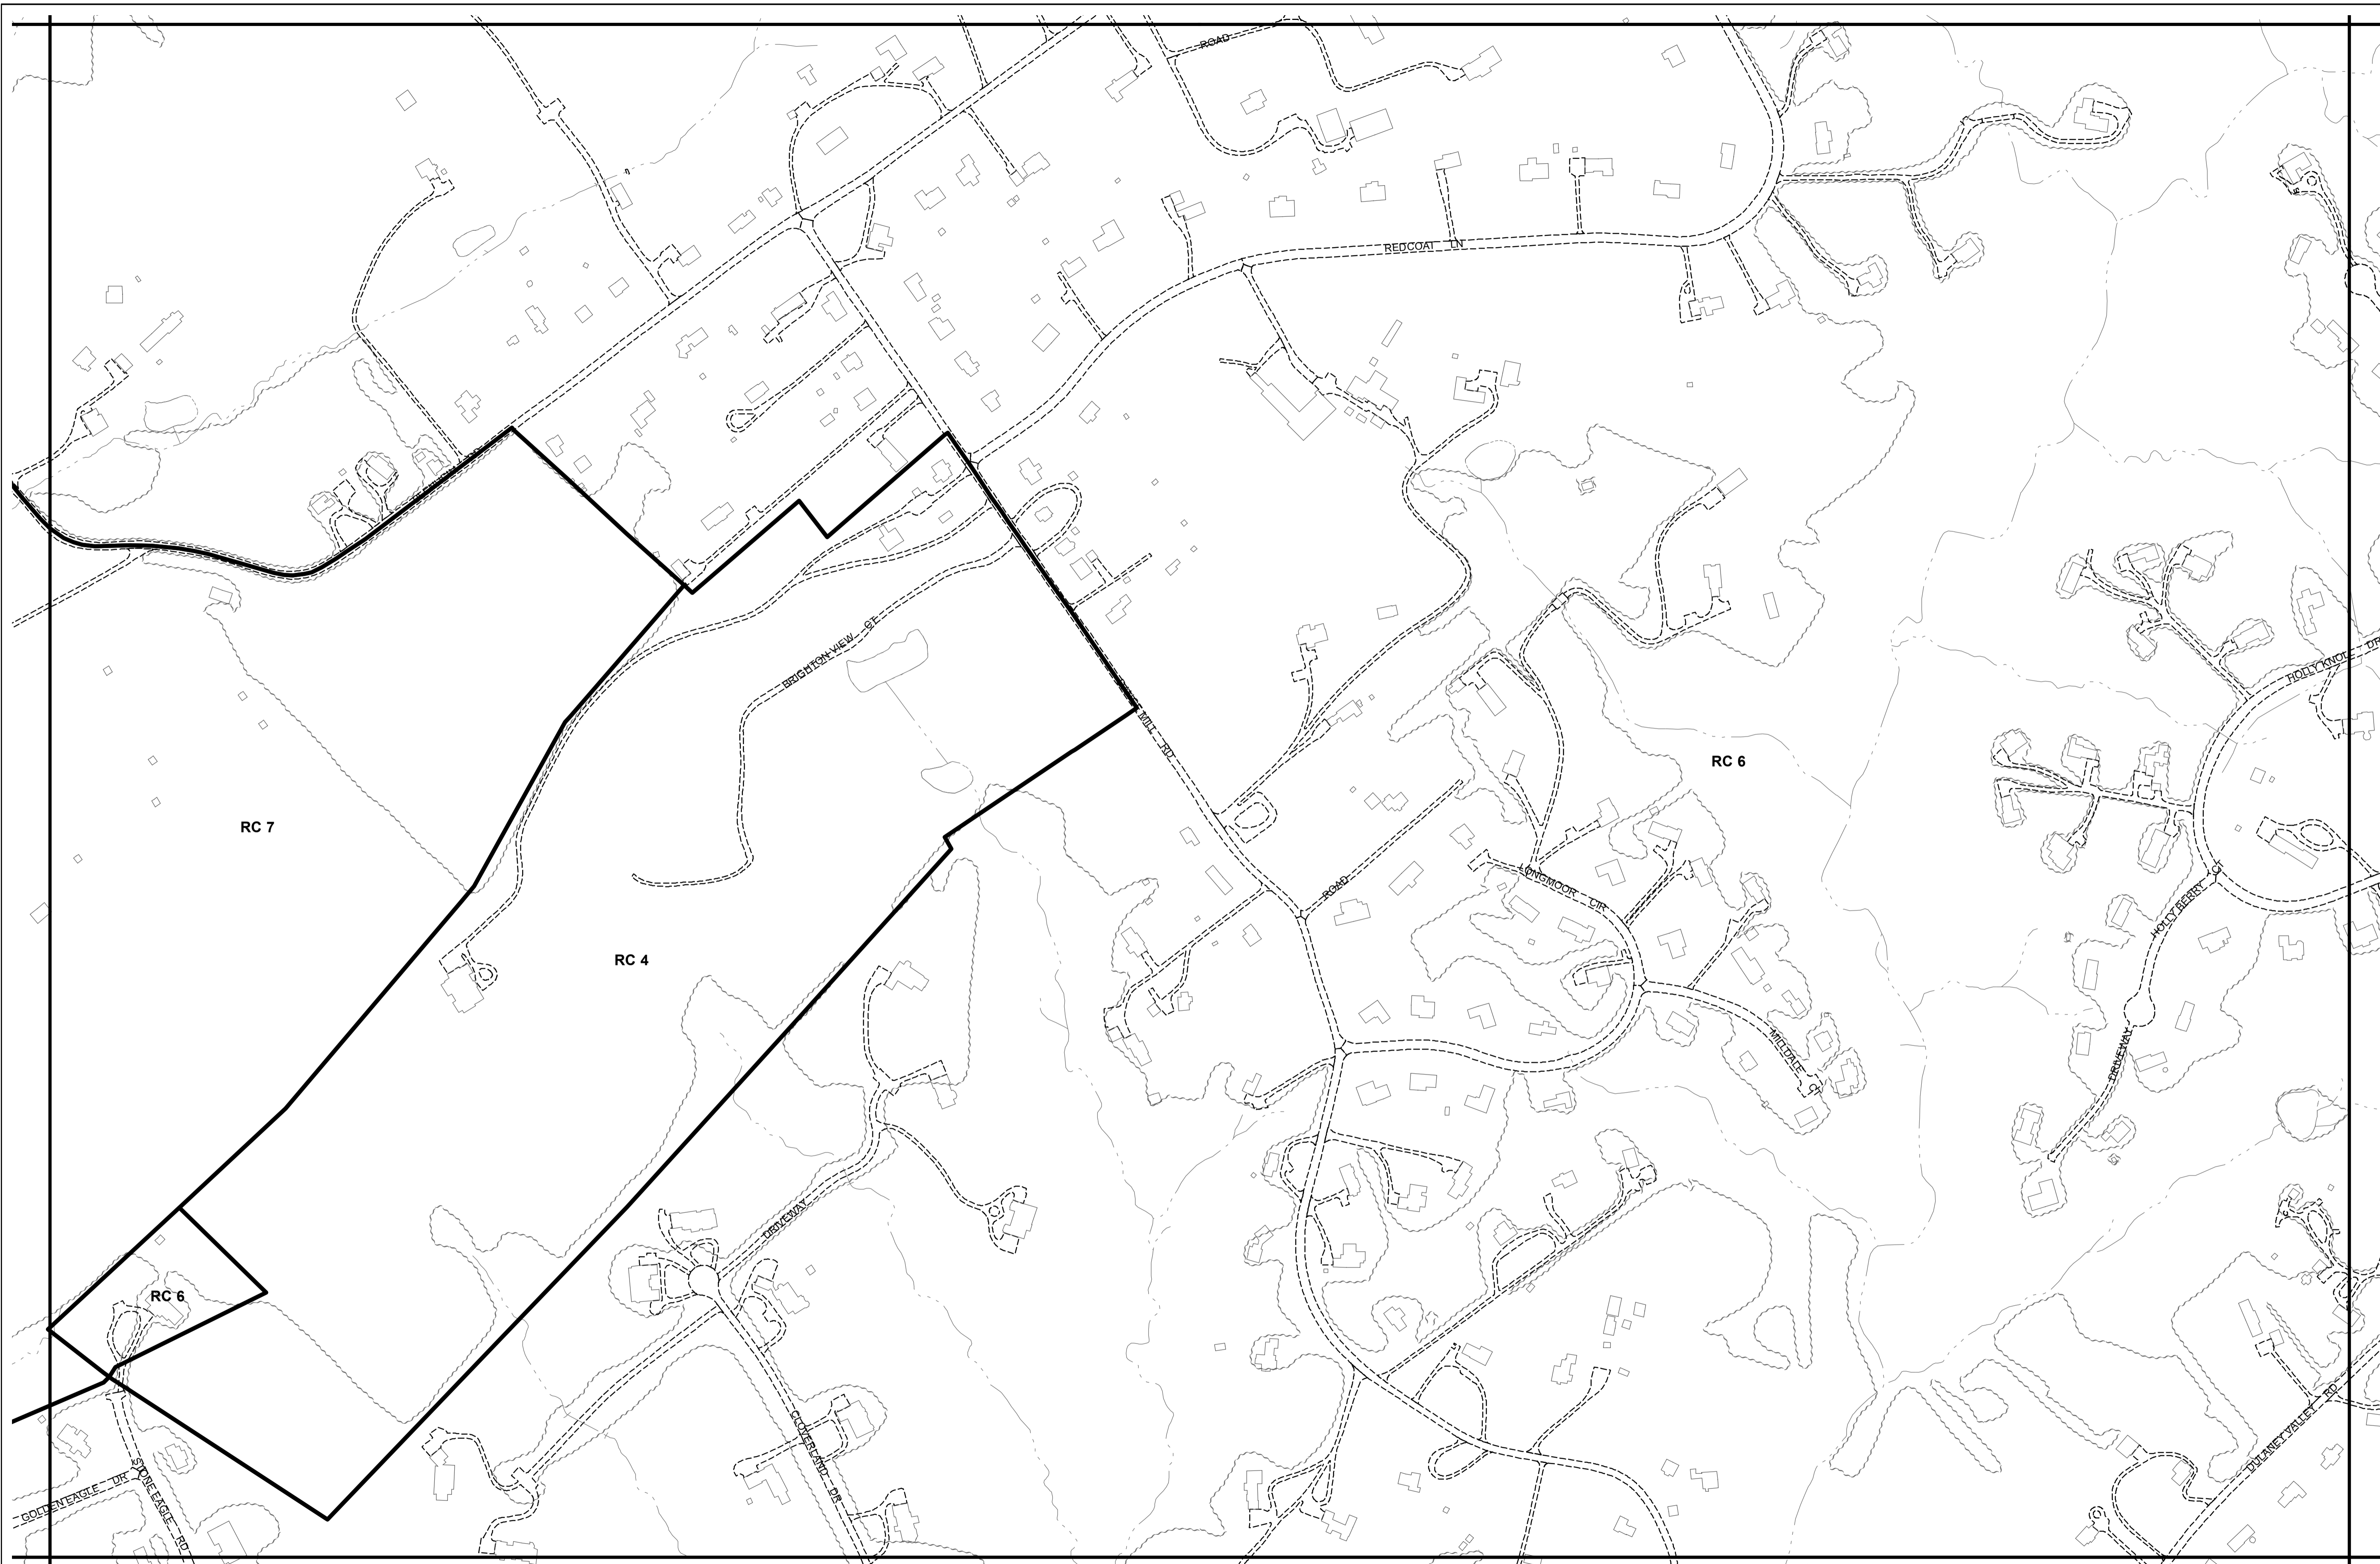 ROAD
REDCOAT LN
BRIGHTON VIEW CT
HOLLY KNOLL DR
MILL RD
RC 6
RC 7
LONGMOOR CIR
ROAD
HOLLY BERRY CT
RC 4
MILLDALE CT
DRIVEWAY
DRIVEWAY
RC 6
CLOVERLAND DR
DULANEY VALLEY RD
GOLDEN EAGLE DR
STONE EAGLE RD